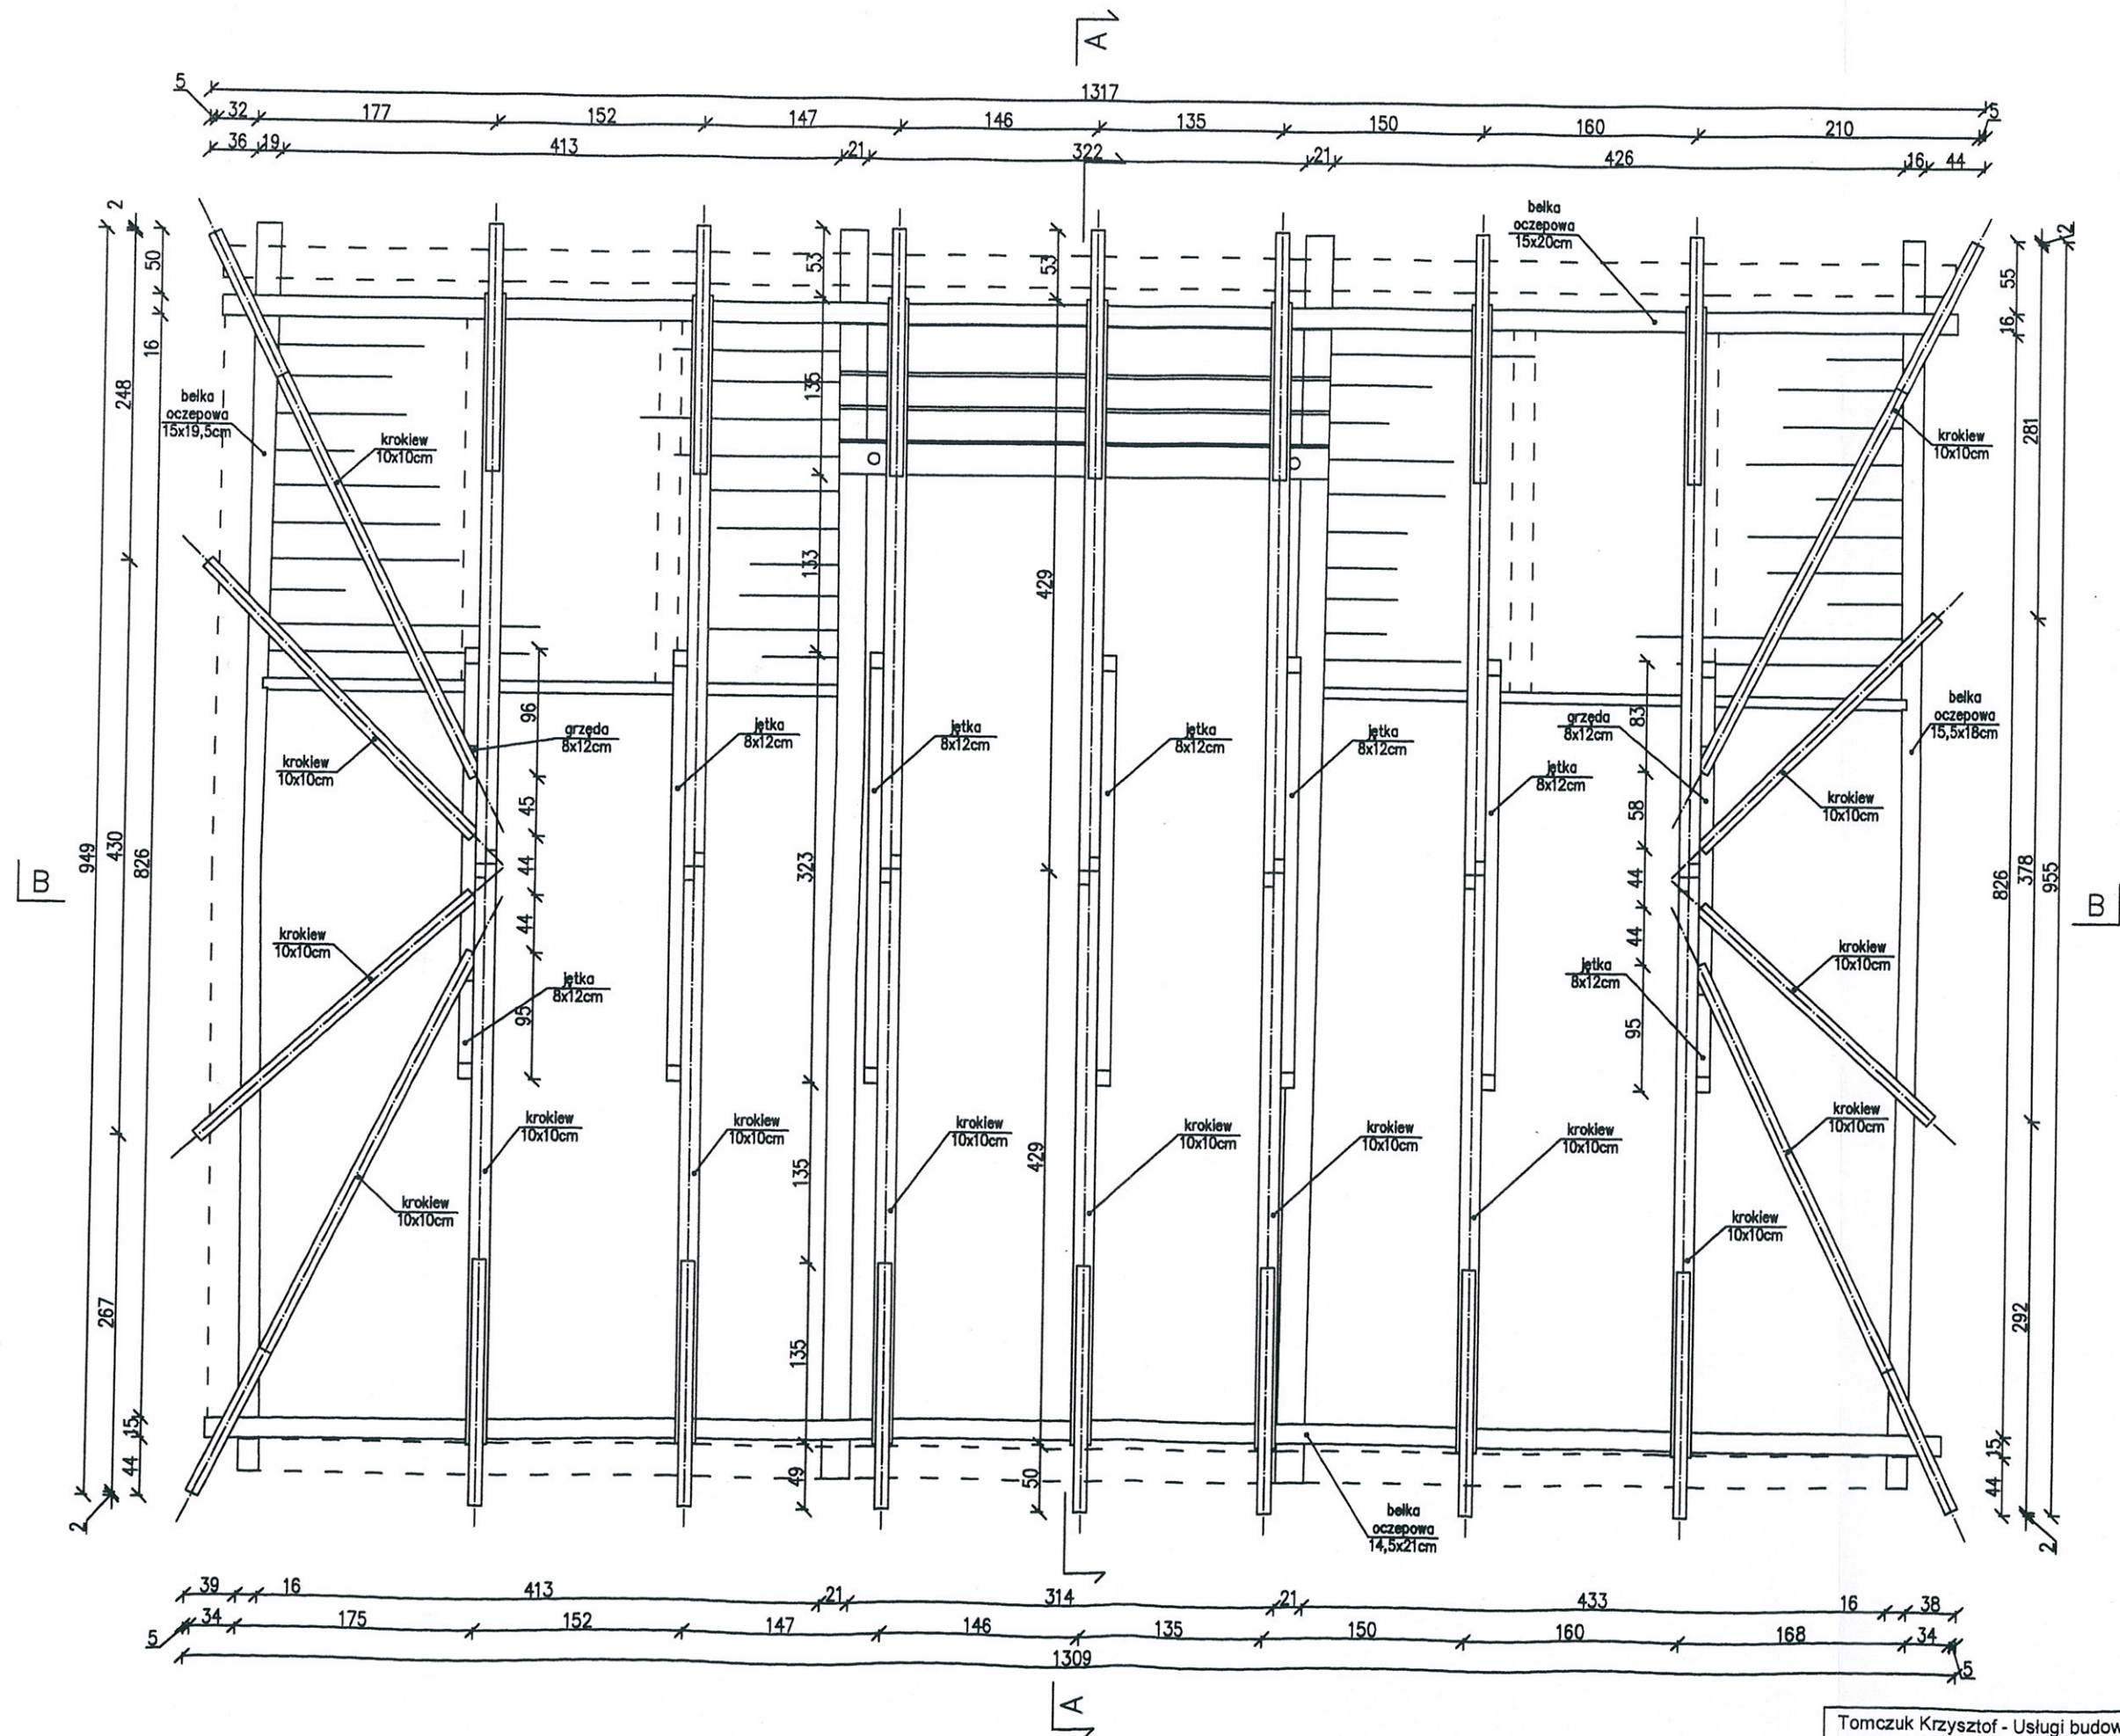 A
5
1317
32 177 152 147 146 135 150 160 210
5
36 19 413 21 322 21 426 16 44
2
50
16
248
949
430
826
267
15
44
2
53
135
133
323
135
135
49
53
429
429
50
belka
oczepowa
15x20cm
2
55
16
281
826
378
955
292
15
44
2
belka
oczepowa
15x19,5cm
krokiew
10x10cm
krokiew
10x10cm
96
45
44
44
95
grzęda
8x12cm
jętka
8x12cm
jętka
8x12cm
jętka
8x12cm
jętka
8x12cm
jętka
8x12cm
grzęda
8x12cm
83
58
44
44
95
belka
oczepowa
15,5x18cm
krokiew
10x10cm
krokiew
10x10cm
B
B
krokiew
10x10cm
jętka
8x12cm
jętka
8x12cm
krokiew
10x10cm
krokiew
10x10cm
krokiew
10x10cm
krokiew
10x10cm
krokiew
10x10cm
krokiew
10x10cm
krokiew
10x10cm
krokiew
10x10cm
krokiew
10x10cm
krokiew
10x10cm
belka
oczepowa
14,5x21cm
39 16 413 21 314 21 433 16 38
34 175 152 147 146 135 150 160 168 34
5
1309
5
A
Tomczuk Krzysztof - Usługi budow